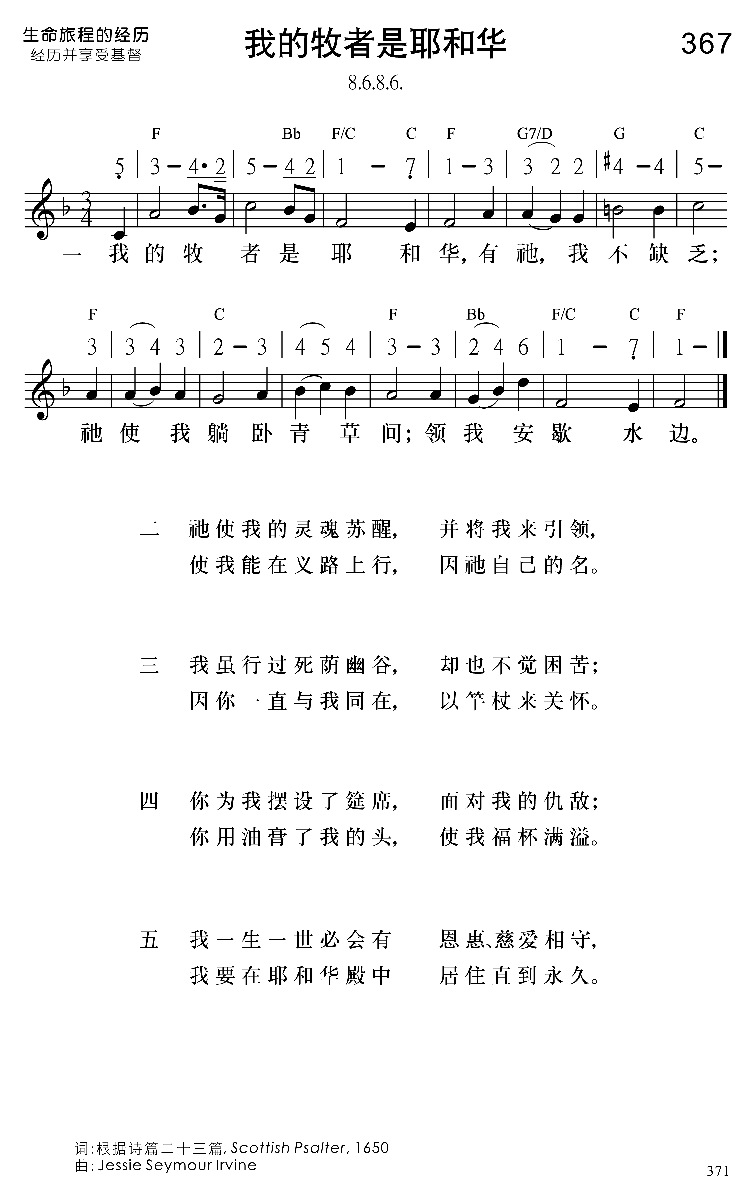 生命旅程的经历
经历并享受基督
我的牧者是耶和华
367
8.6.8.6.
F Bb F/C C F G7/D G C
5 | 3 – 4· 2 | 5 – 4 2 | 1 – 7 | 1 – 3 | 3 2 2 | #4 – 4 | 5 –
3
4
一 我 的 牧 者 是 耶 和 华, 有 祂, 我 不 缺 乏;
F C F Bb F/C C F
3 | 3 4 3 | 2 – 3 | 4 5 4 | 3 – 3 | 2 4 6 | 1 – 7 | 1 –
祂 使 我 躺 卧 青 草 间; 领 我 安 歇 水 边。
二 祂使我的灵魂苏醒, 并将我来引领,
使我能在义路上行, 因祂自己的名。
三 我虽行过死荫幽谷, 却也不觉困苦;
因你一直与我同在, 以竿杖来关怀。
四 你为我摆设了筵席, 面对我的仇敌;
你用油膏了我的头, 使我福杯满溢。
五 我一生一世必会有 恩惠、慈爱相守,
我要在耶和华殿中 居住直到永久。
词:根据诗篇二十三篇, Scottish Psalter, 1650
曲: Jessie Seymour Irvine
371